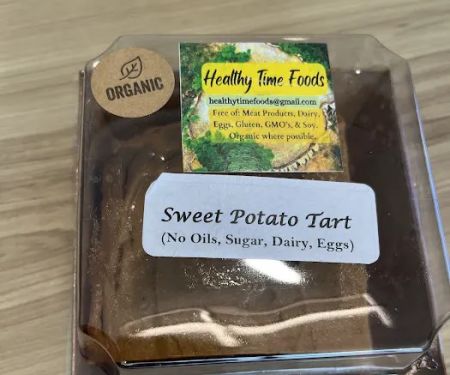 ORGANIC
Healthy Time Foods
healthytimefoods@gmail.com
Free of: Meat Products, Dairy,
Eggs, Gluten, GMO's, & Soy.
Organic where possible.
Sweet Potato Tart
(No Oils, Sugar, Dairy, Eggs)